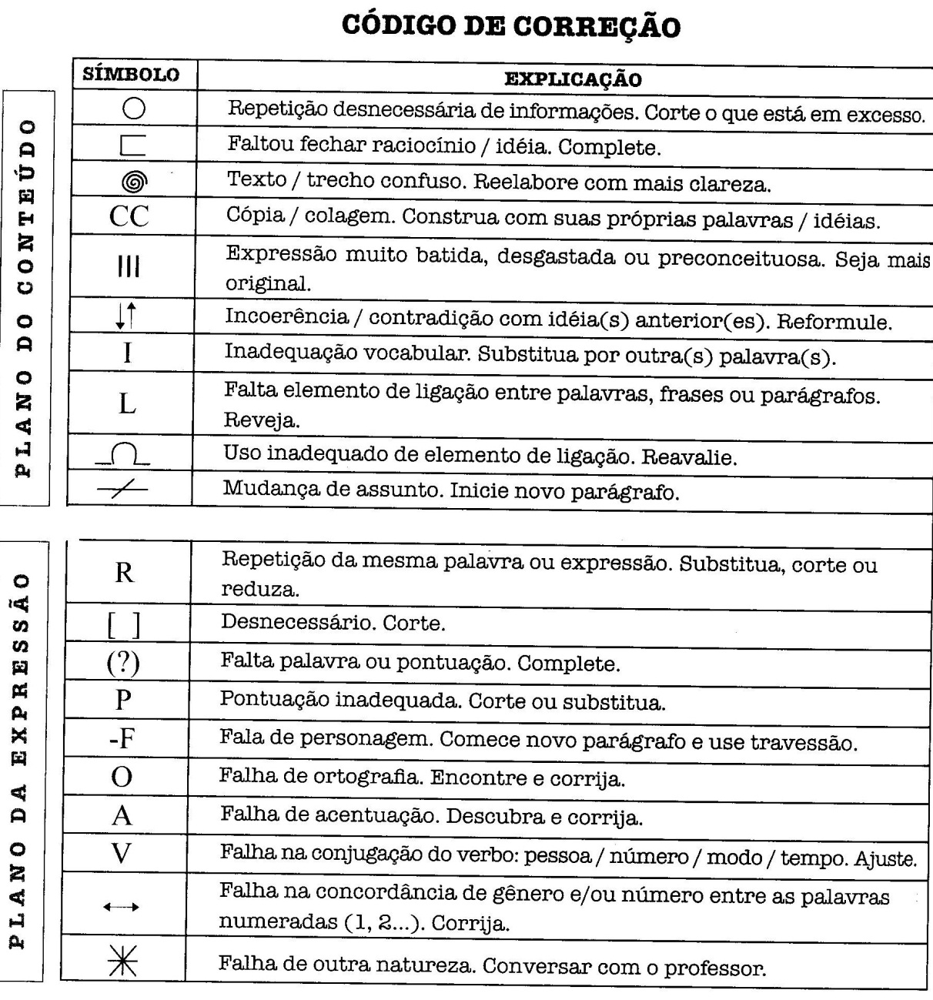 CÓDIGO DE CORREÇÃO
SÍMBOLO EXPLICAÇÃO
PLANO DO CONTEÚDO
○ Repetição desnecessária de informações. Corte o que está em excesso.
Faltou fechar raciocínio / idéia. Complete.
Texto / trecho confuso. Reelabore com mais clareza.
CC Cópia / colagem. Construa com suas próprias palavras / idéias.
III Expressão muito batida, desgastada ou preconceituosa. Seja mais
original.
↓↑ Incoerência / contradição com idéia(s) anterior(es). Reformule.
I Inadequação vocabular. Substitua por outra(s) palavra(s).
L Falta elemento de ligação entre palavras, frases ou parágrafos.
Reveja.
Uso inadequado de elemento de ligação. Reavalie.
Mudança de assunto. Inicie novo parágrafo.
PLANO DA EXPRESSÃO
R Repetição da mesma palavra ou expressão. Substitua, corte ou
reduza.
[ ] Desnecessário. Corte.
(?) Falta palavra ou pontuação. Complete.
P Pontuação inadequada. Corte ou substitua.
-F Fala de personagem. Comece novo parágrafo e use travessão.
O Falha de ortografia. Encontre e corrija.
A Falha de acentuação. Descubra e corrija.
V Falha na conjugação do verbo: pessoa / número / modo / tempo. Ajuste.
↔ Falha na concordância de gênero e/ou número entre as palavras
numeradas (1, 2...). Corrija.
Falha de outra natureza. Conversar com o professor.